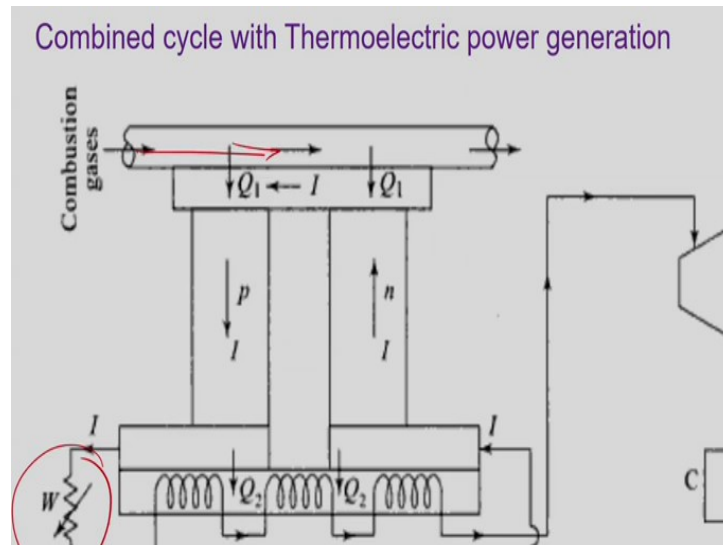 Combined cycle with Thermoelectric power generation
Combustion
gases
Q1 I Q1
p n
I I
I I
W Q2 Q2
C